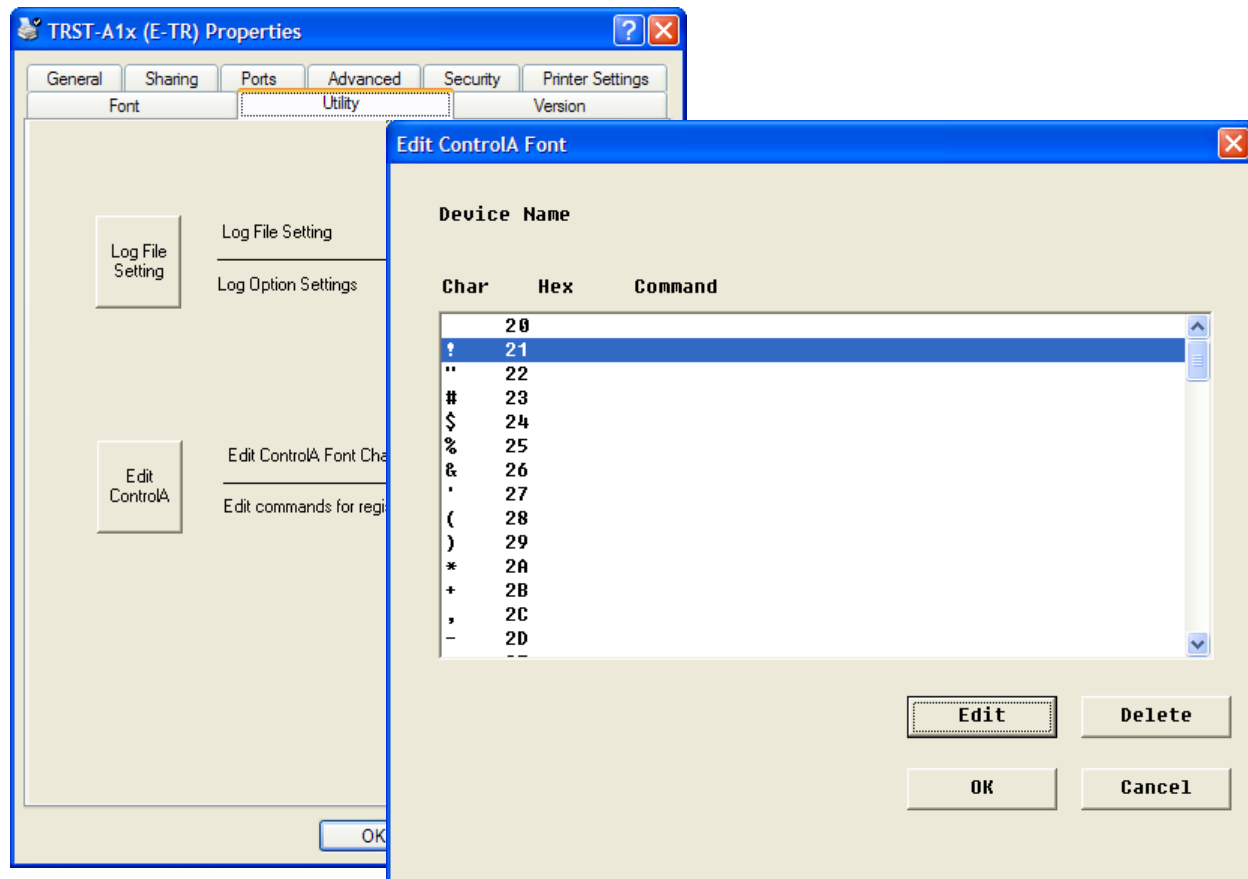 TRST-A1x (E-TR) Properties
General Sharing Ports Advanced Security Printer Settings
Font Utility Version
Log File
Setting
Log File Setting
Log Option Settings
Edit
ControlA
Edit ControlA Font Cha
Edit commands for regi
OK
Edit ControlA Font
Device Name
Char Hex Command
20
! 21
" 22
# 23
$ 24
% 25
& 26
' 27
( 28
) 29
* 2A
+ 2B
, 2C
- 2D
Edit Delete
OK Cancel